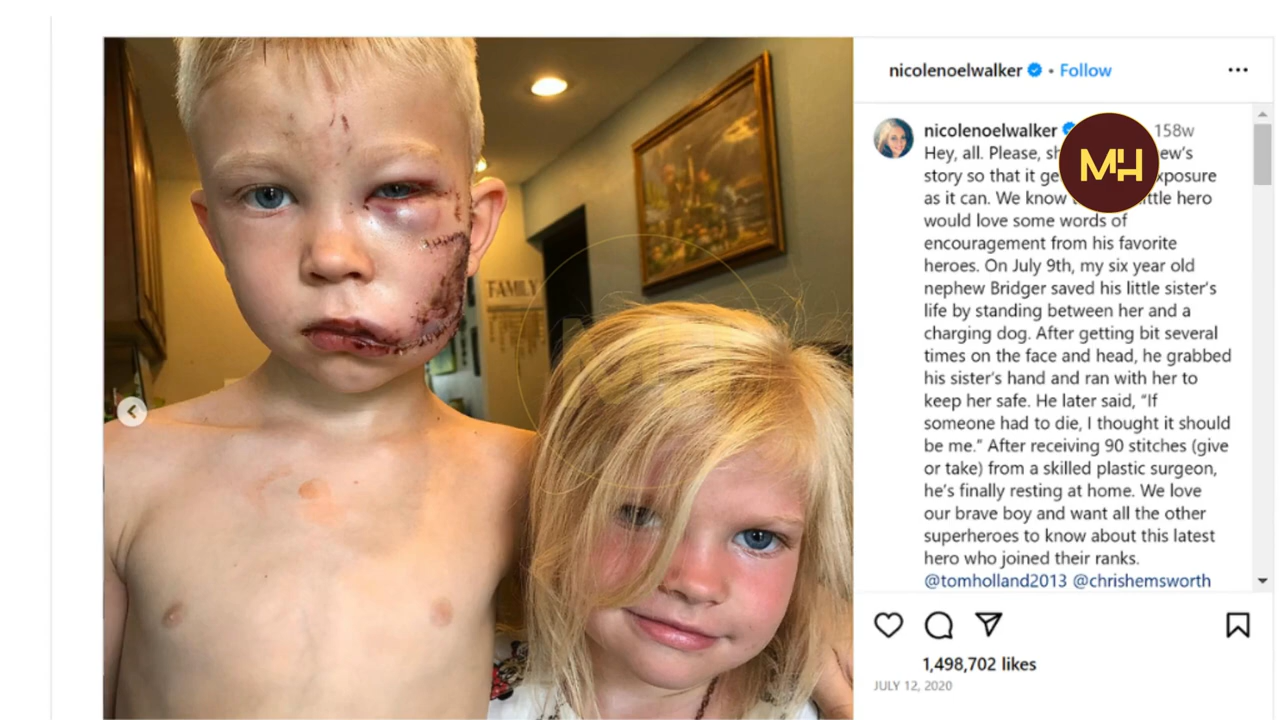 nicolenoelwalker • Follow
nicolenoelwalker 158w
MH
Hey, all. Please, ew's
story so that it xposure
as it can. We know hero
would love some words of
encouragement from his favorite
heroes. On July 9th, my six year old
nephew Bridger saved his little sister's
life by standing between her and a
charging dog. After getting bit several
times on the face and head, he grabbed
his sister's hand and ran with her to
keep her safe. He later said, “If
someone had to die, I thought it should
be me.” After receiving 90 stitches (give
or take) from a skilled plastic surgeon,
he's finally resting at home. We love
our brave boy and want all the other
superheroes to know about this latest
hero who joined their ranks.
@tomholland2013 @chrishemsworth
1,498,702 likes
JULY 12, 2020
FAMILY